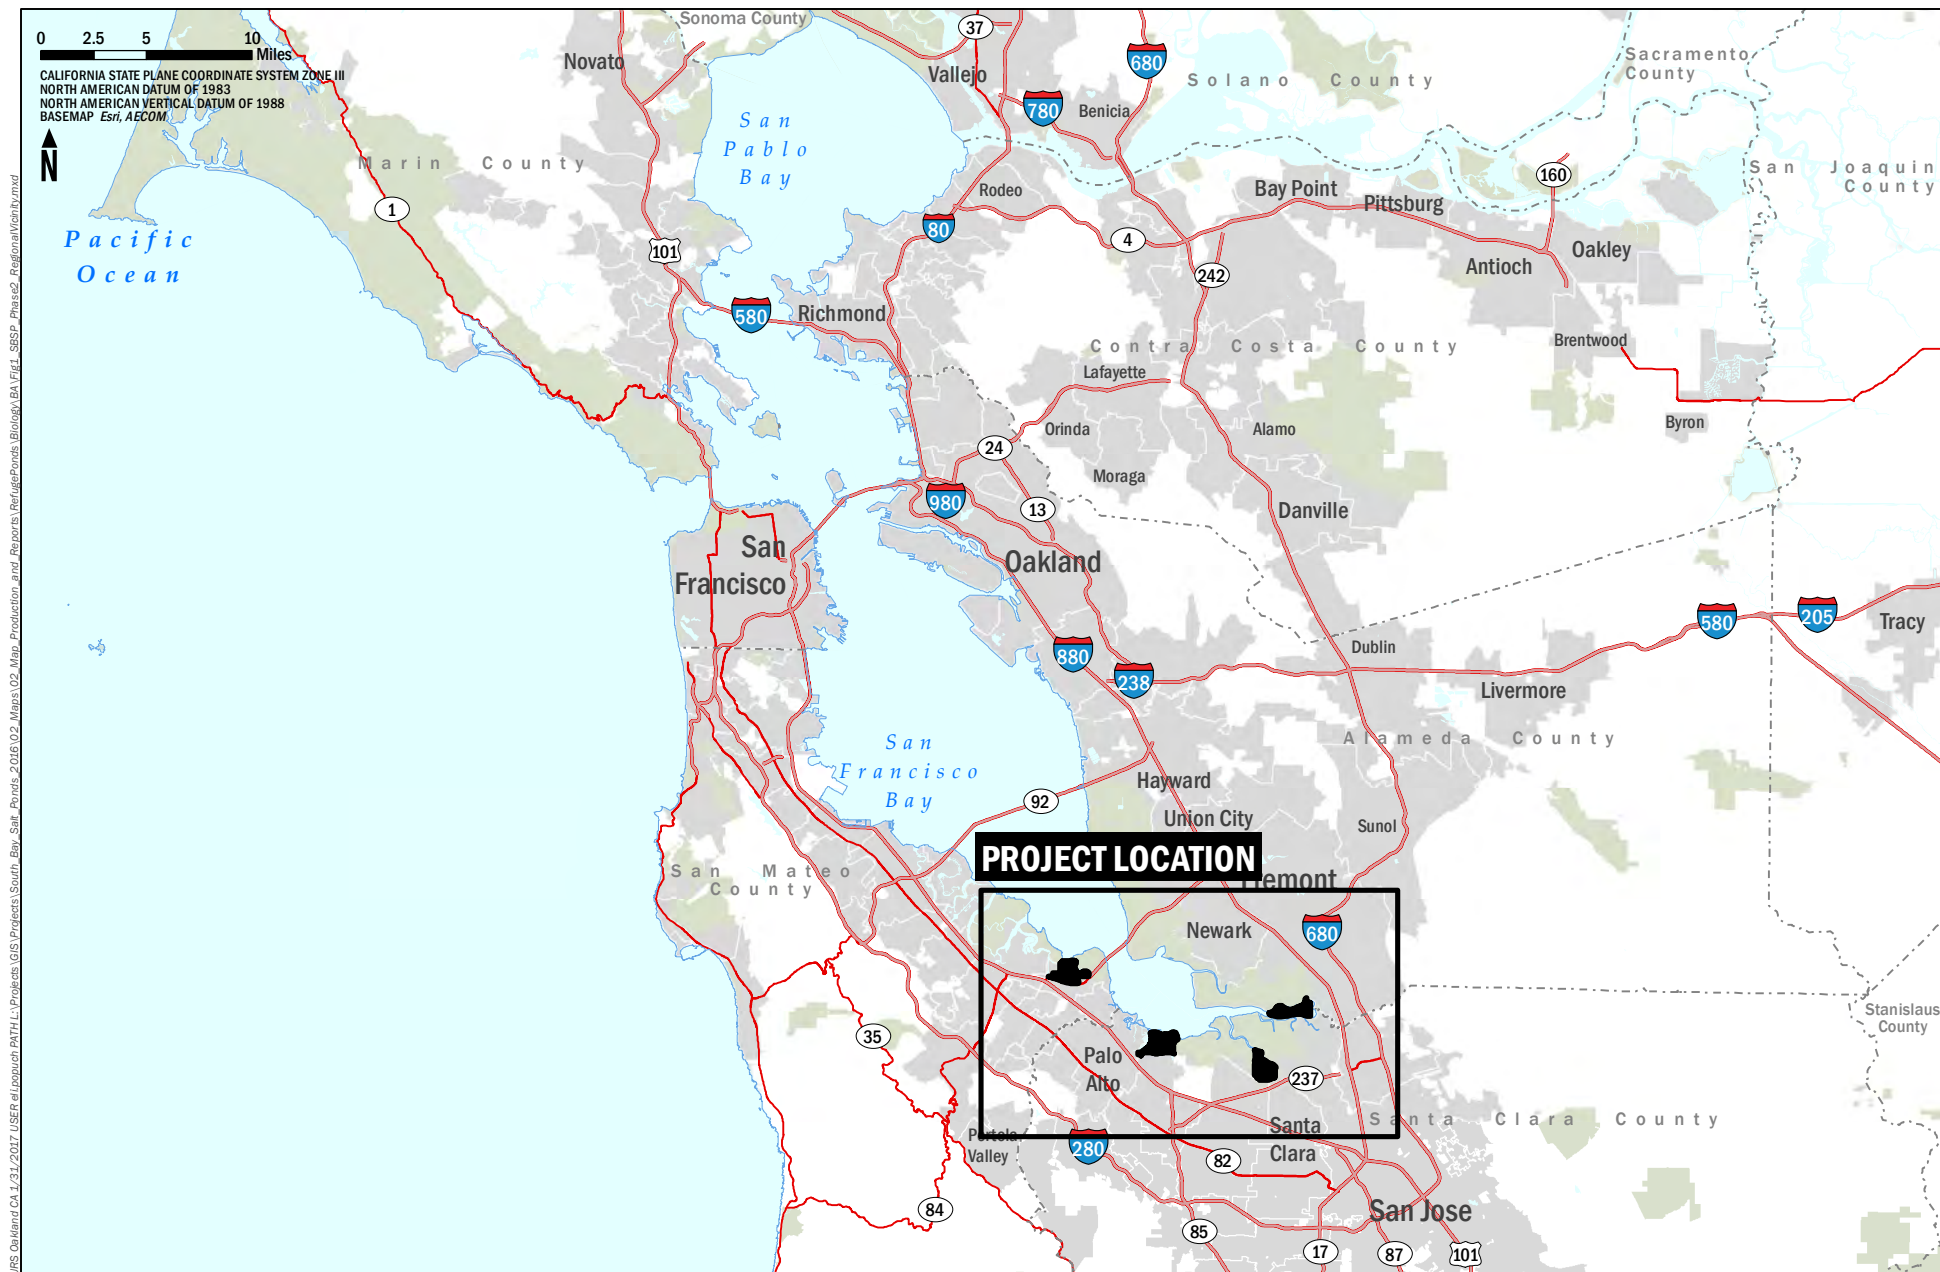 0 2.5 5 10
Miles
CALIFORNIA STATE PLANE COORDINATE SYSTEM ZONE III
NORTH AMERICAN DATUM OF 1983
NORTH AMERICAN VERTICAL DATUM OF 1988
BASEMAP Esri, AECOM
N
Sonoma County
37
680
Novato
Vallejo
Solano County
Sacramento
County
780
Benicia
San
Pablo
Bay
Marin County
1
Rodeo
Bay Point
Pittsburg
160
San Joaquin
County
Pacific
Ocean
101
80
4
242
Antioch
Oakley
580
Richmond
Contra Costa County
Brentwood
Lafayette
Orinda
24
Alamo
Byron
Moraga
980
13
Danville
San
Francisco
Oakland
880
238
Dublin
580
205
Tracy
Livermore
San
Francisco
Bay
Alameda County
Hayward
92
Union City
Sunol
PROJECT LOCATION
Fremont
San Mateo
County
Newark
680
35
Palo
Alto
237
Stanislaus
County
Santa Clara County
Santa
Clara
Portola
Valley
280
82
84
San Jose
85
17
87
101